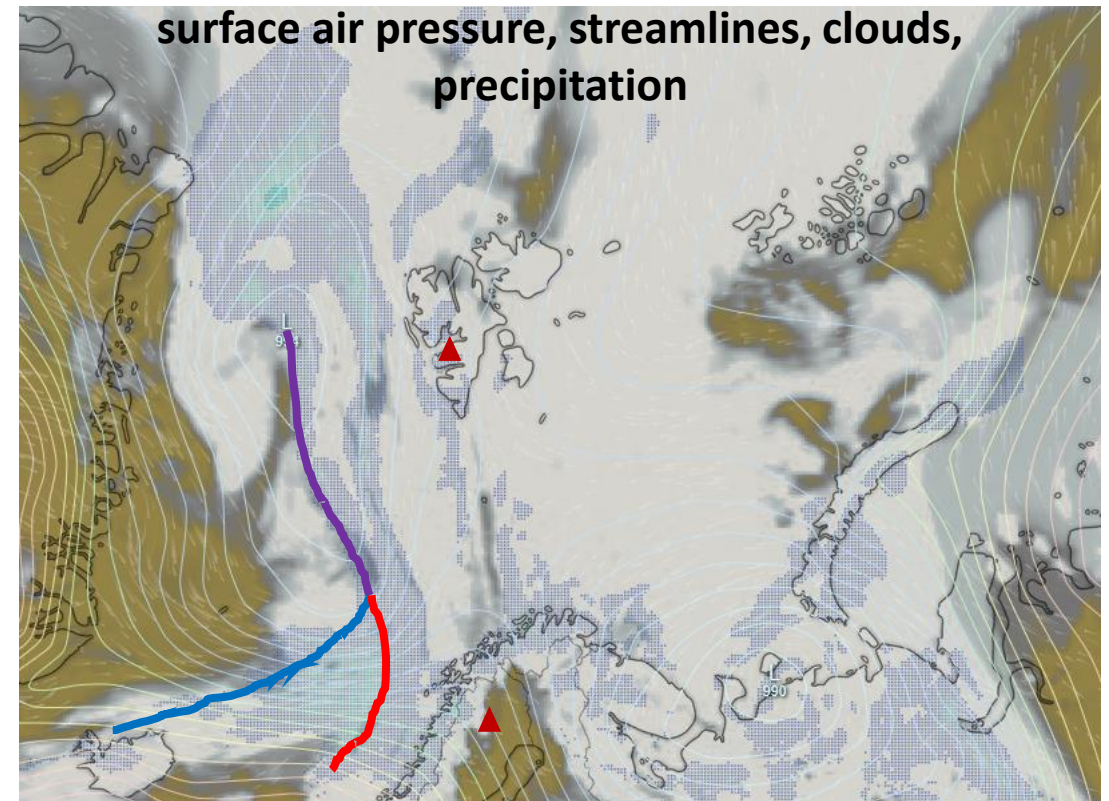 surface air pressure, streamlines, clouds,
precipitation
L
L
990